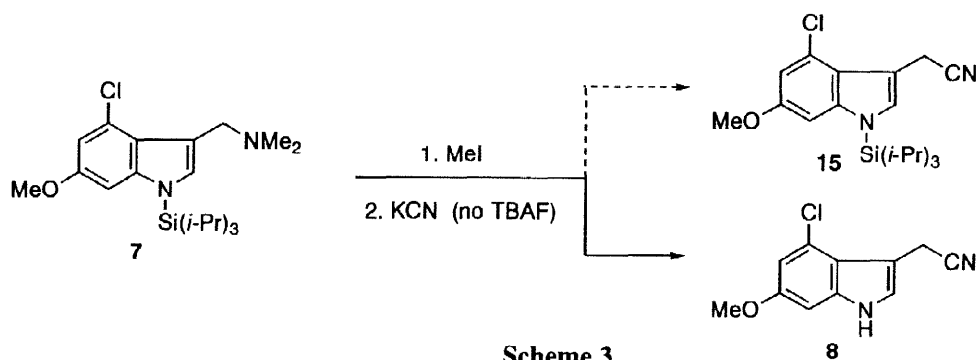 Cl
NMe2
MeO
N
Si(i-Pr)3
7
1. MeI
2. KCN (no TBAF)
Cl
CN
MeO
N
Si(i-Pr)3
15
Cl
CN
MeO
N
H
8
Scheme 3